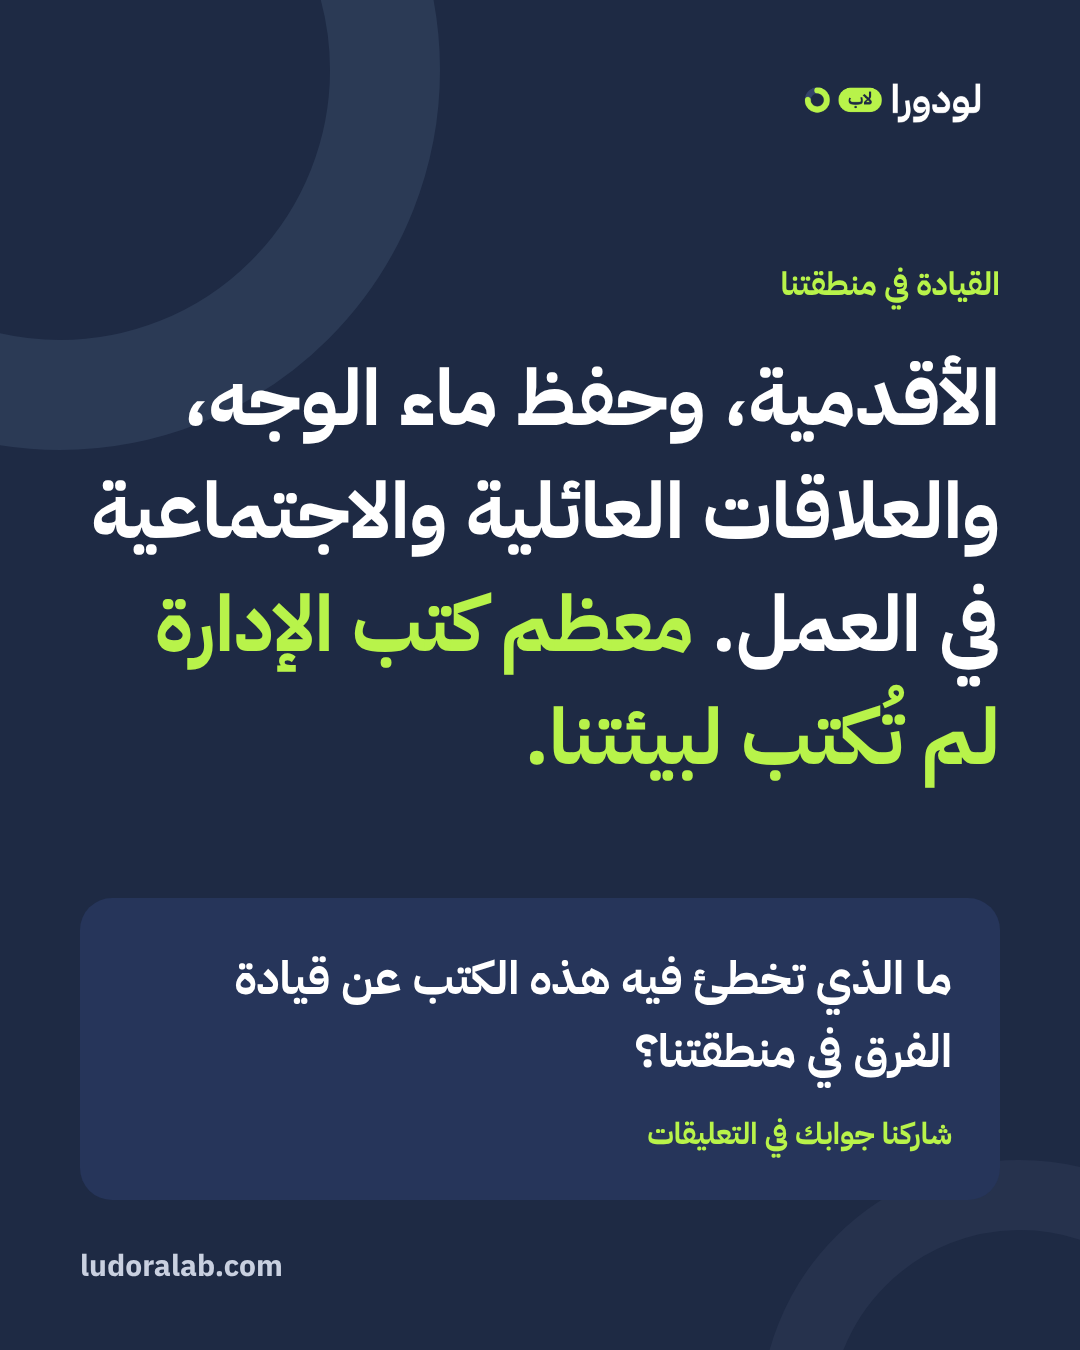 لودورا لاب
القيادة في منطقتنا
الأقدمية، وحفظ ماء الوجه،
والعلاقات العائلية والاجتماعية
في العمل. معظم كتب الإدارة
لم تُكتب لبيئتنا.
ما الذي تخطئ فيه هذه الكتب عن قيادة
الفرق في منطقتنا؟
شاركنا جوابك في التعليقات
ludoralab.com